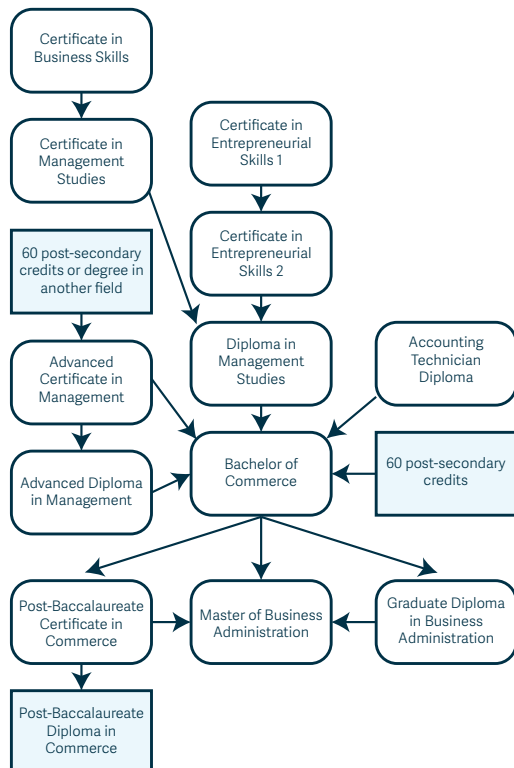 Certificate in
Business Skills
Certificate in
Management
Studies
Certificate in
Entrepreneurial
Skills 1
60 post-secondary
credits or degree in
another field
Certificate in
Entrepreneurial
Skills 2
Advanced
Certificate in
Management
Diploma in
Management
Studies
Accounting
Technician
Diploma
Advanced Diploma
in Management
Bachelor of
Commerce
60 post-secondary
credits
Post-Baccalaureate
Certificate in
Commerce
Master of Business
Administration
Graduate Diploma
in Business
Administration
Post-Baccalaureate
Diploma in
Commerce